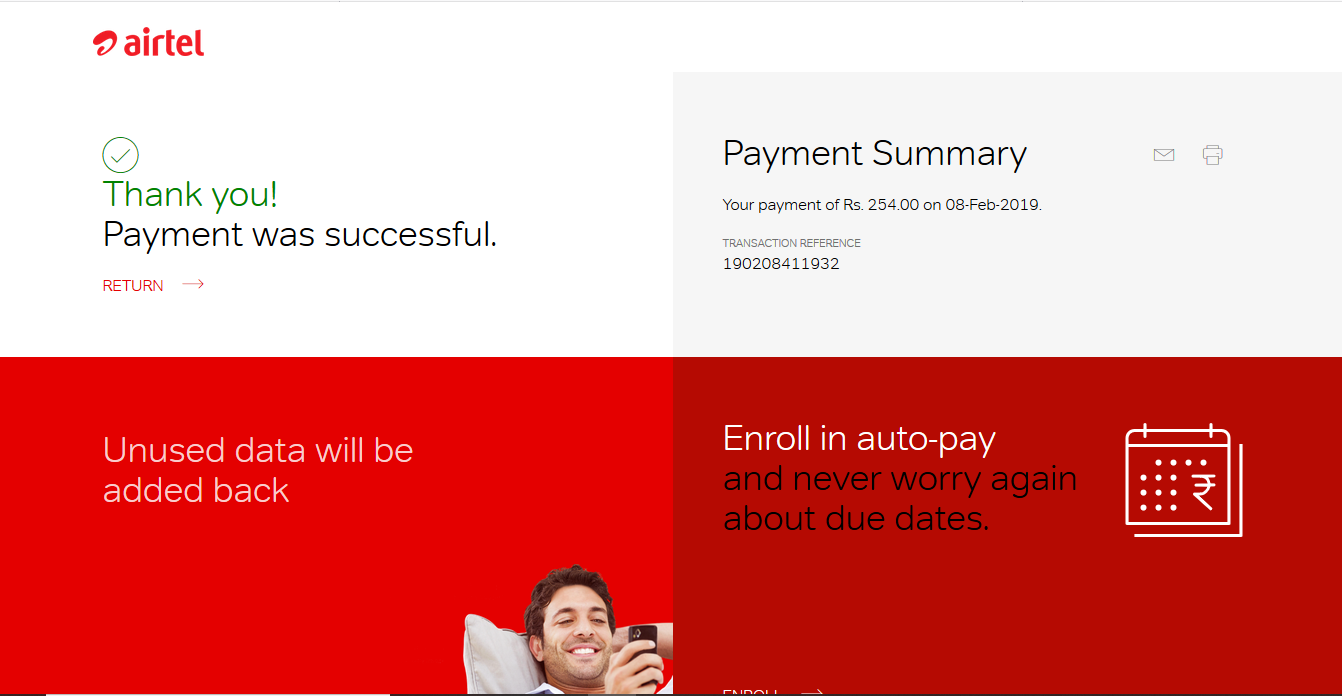 airtel
Thank you!
Payment was successful.
RETURN
Payment Summary
Your payment of Rs. 254.00 on 08-Feb-2019.
TRANSACTION REFERENCE
190208411932
Unused data will be
added back
Enroll in auto-pay
and never worry again
about due dates.
₹
ENROLL